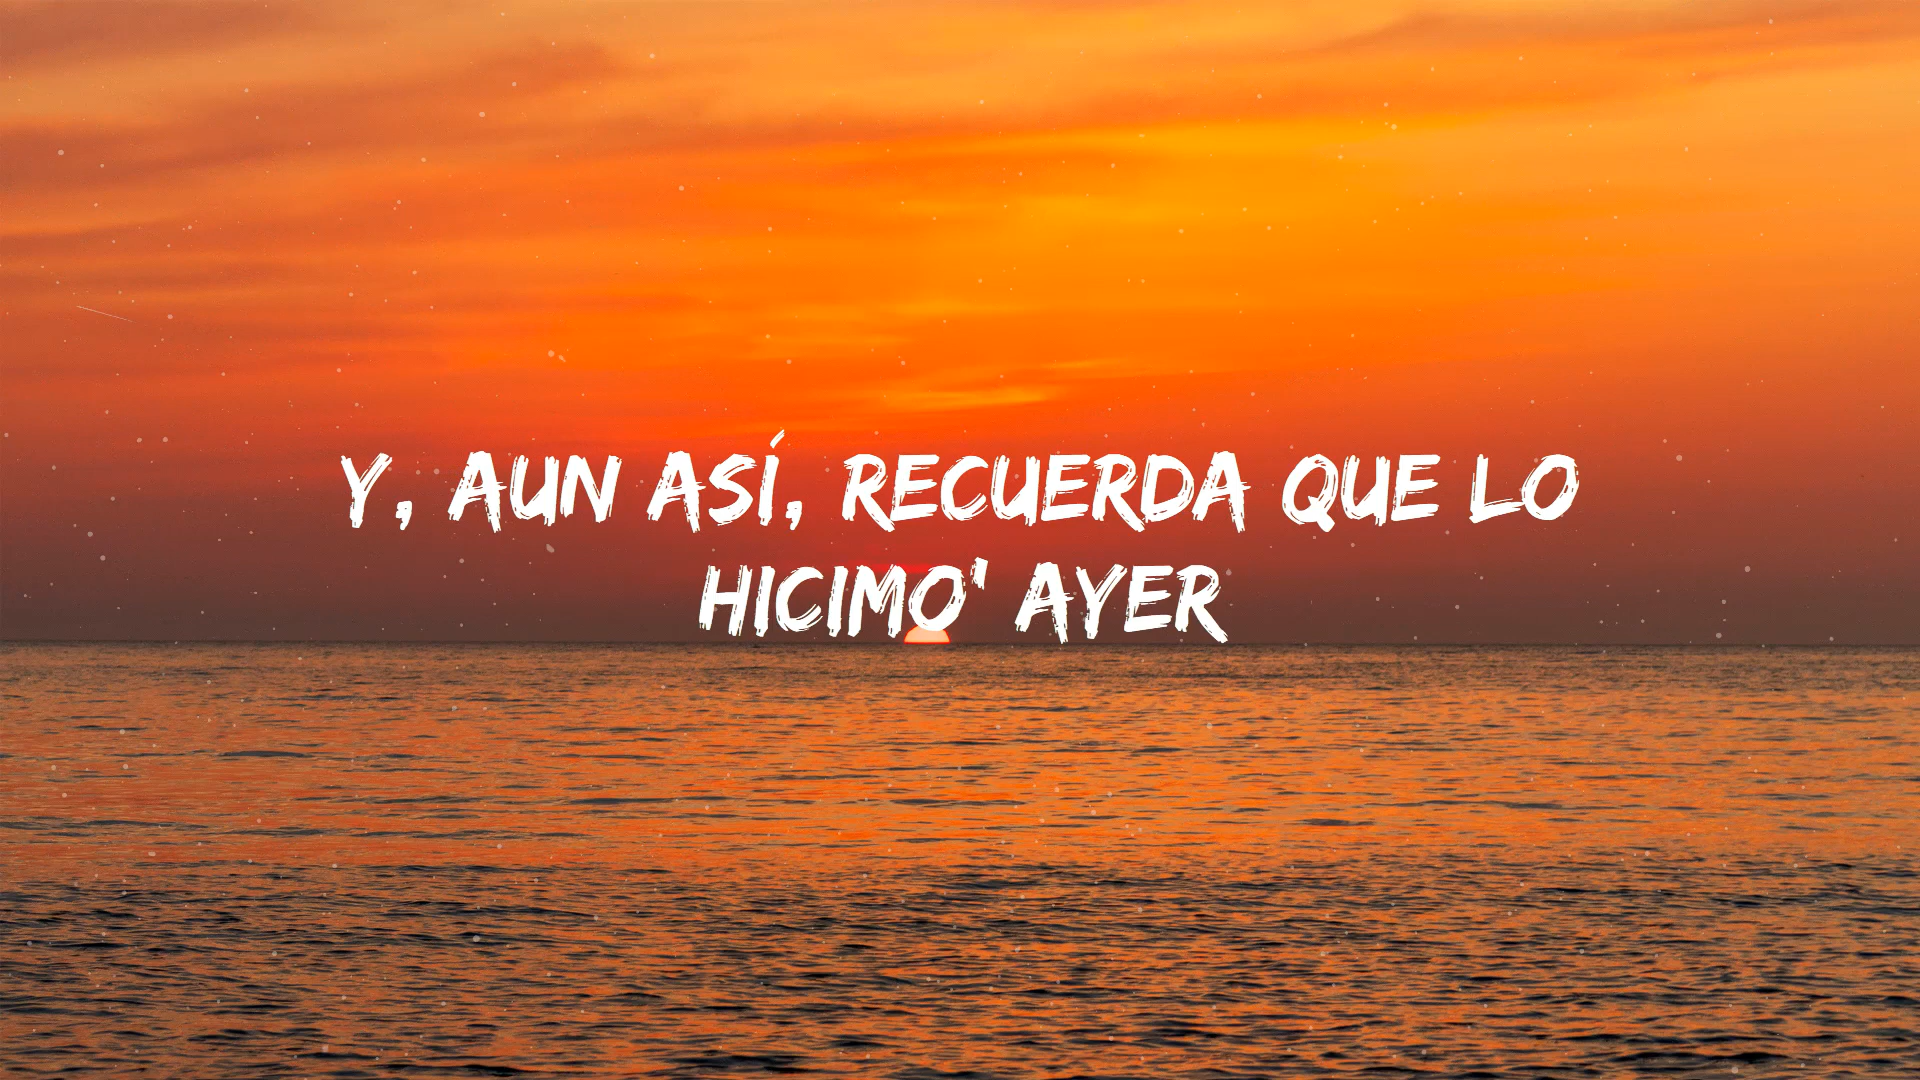 Y, AUN ASÍ, RECUERDA QUE LO
HICIMO' AYER